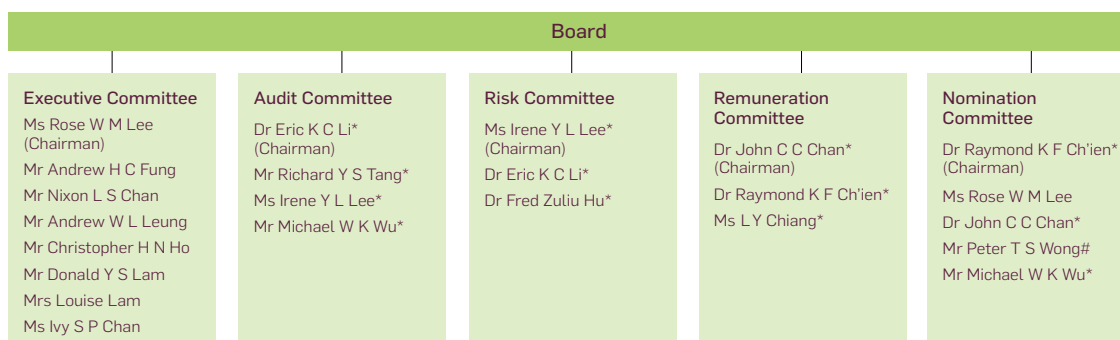 Board
Executive Committee
Ms Rose W M Lee
(Chairman)
Mr Andrew H C Fung
Mr Nixon L S Chan
Mr Andrew W L Leung
Mr Christopher H N Ho
Mr Donald Y S Lam
Mrs Louise Lam
Ms Ivy S P Chan
Audit Committee
Dr Eric K C Li*
(Chairman)
Mr Richard Y S Tang*
Ms Irene Y L Lee*
Mr Michael W K Wu*
Risk Committee
Ms Irene Y L Lee*
(Chairman)
Dr Eric K C Li*
Dr Fred Zuliu Hu*
Remuneration
Committee
Dr John C C Chan*
(Chairman)
Dr Raymond K F Ch'ien*
Ms L Y Chiang*
Nomination
Committee
Dr Raymond K F Ch'ien*
(Chairman)
Ms Rose W M Lee
Dr John C C Chan*
Mr Peter T S Wong#
Mr Michael W K Wu*